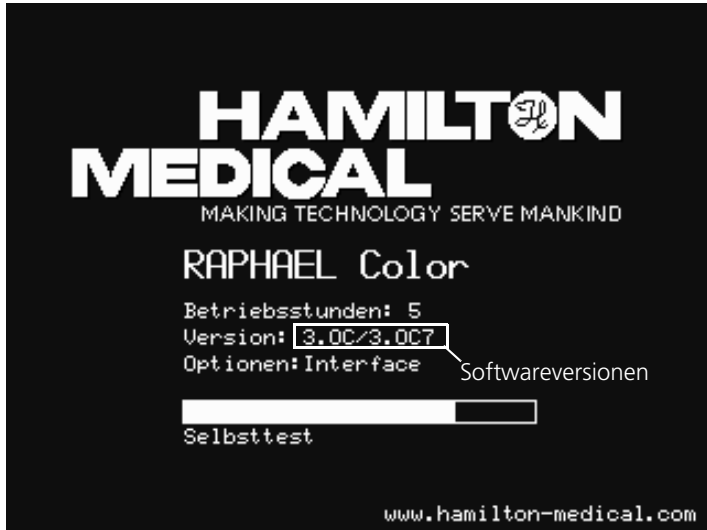 HAMILTON
MEDICAL
MAKING TECHNOLOGY SERVE MANKIND
RAPHAEL Color
Betriebsstunden: 5
Version: 3.0C/3.0C7
Optionen:Interface
Softwareversionen
Selbsttest
www.hamilton-medical.com